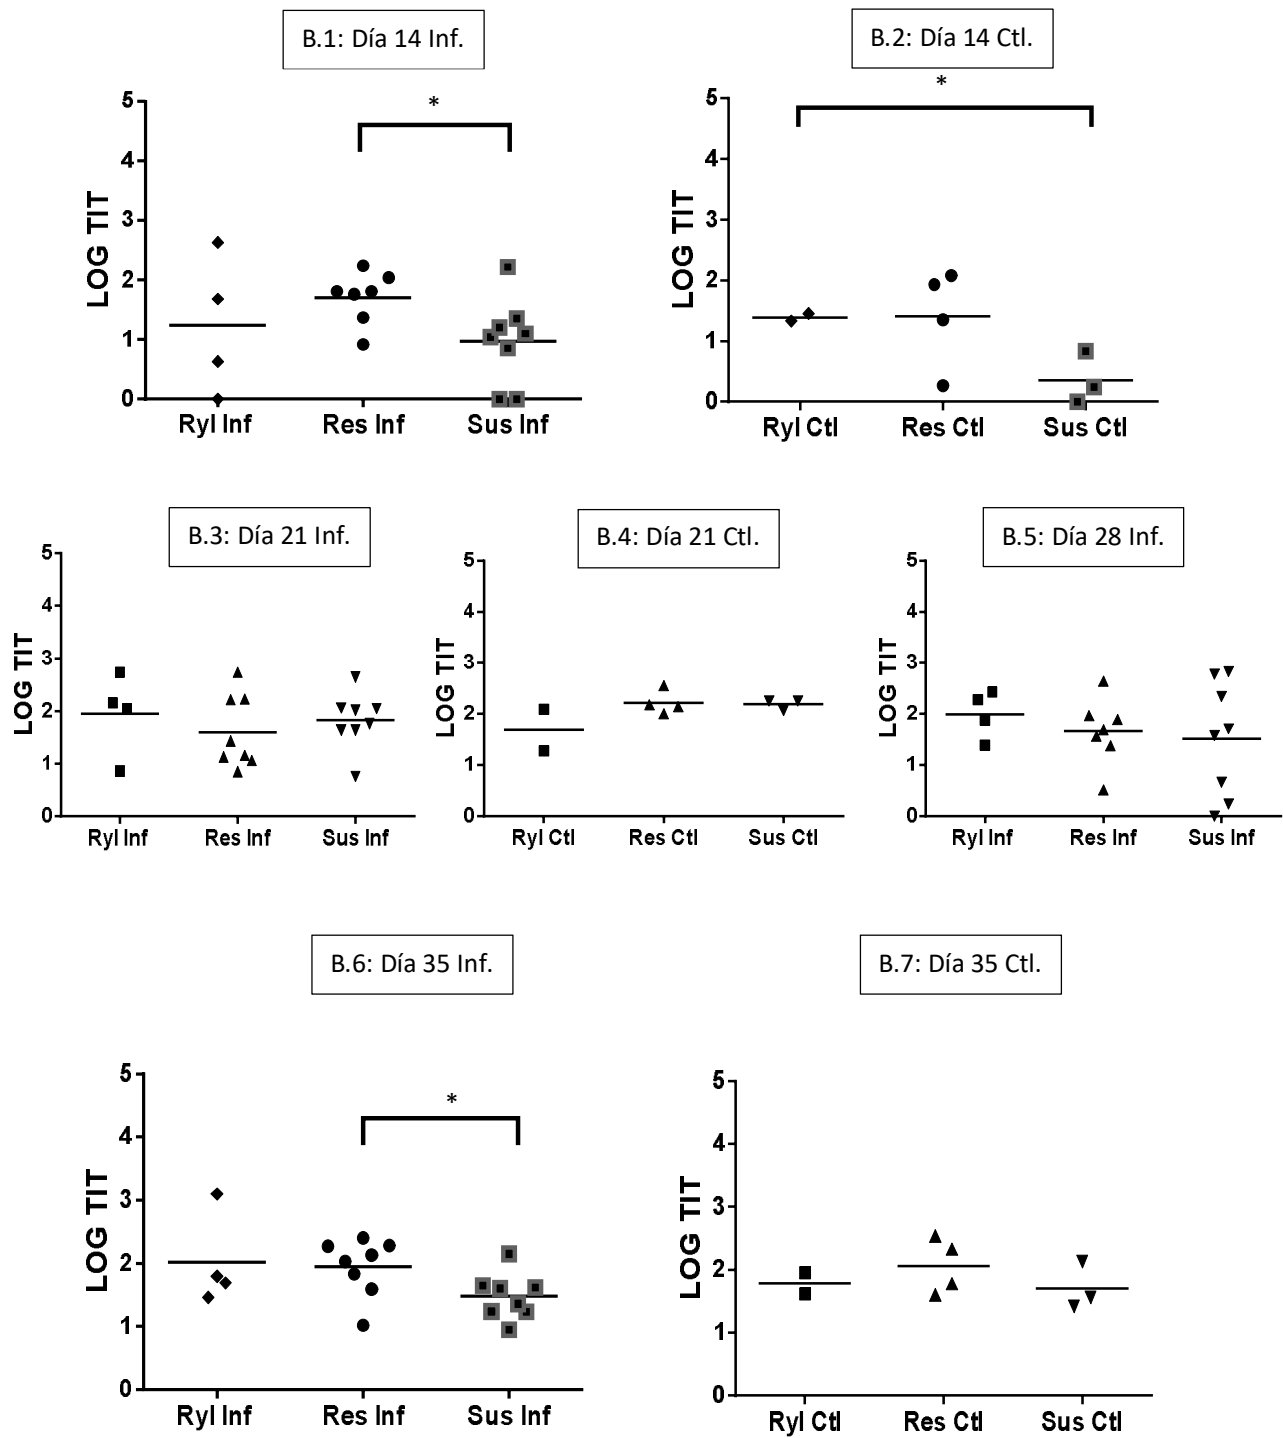 B.1: Día 14 Inf.
*
LOG TIT
5
4
3
2
1
0
Ryl Inf Res Inf Sus Inf
B.2: Día 14 Ctl.
*
LOG TIT
5
4
3
2
1
0
Ryl Ctl Res Ctl Sus Ctl
B.3: Día 21 Inf.
LOG TIT
5
4
3
2
1
0
Ryl Inf Res Inf Sus Inf
B.4: Día 21 Ctl.
LOG TIT
5
4
3
2
1
0
Ryl Ctl Res Ctl Sus Ctl
B.5: Día 28 Inf.
LOG TIT
5
4
3
2
1
0
Ryl Inf Res Inf Sus Inf
B.6: Día 35 Inf.
*
LOG TIT
5
4
3
2
1
0
Ryl Inf Res Inf Sus Inf
B.7: Día 35 Ctl.
LOG TIT
5
4
3
2
1
0
Ryl Ctl Res Ctl Sus Ctl